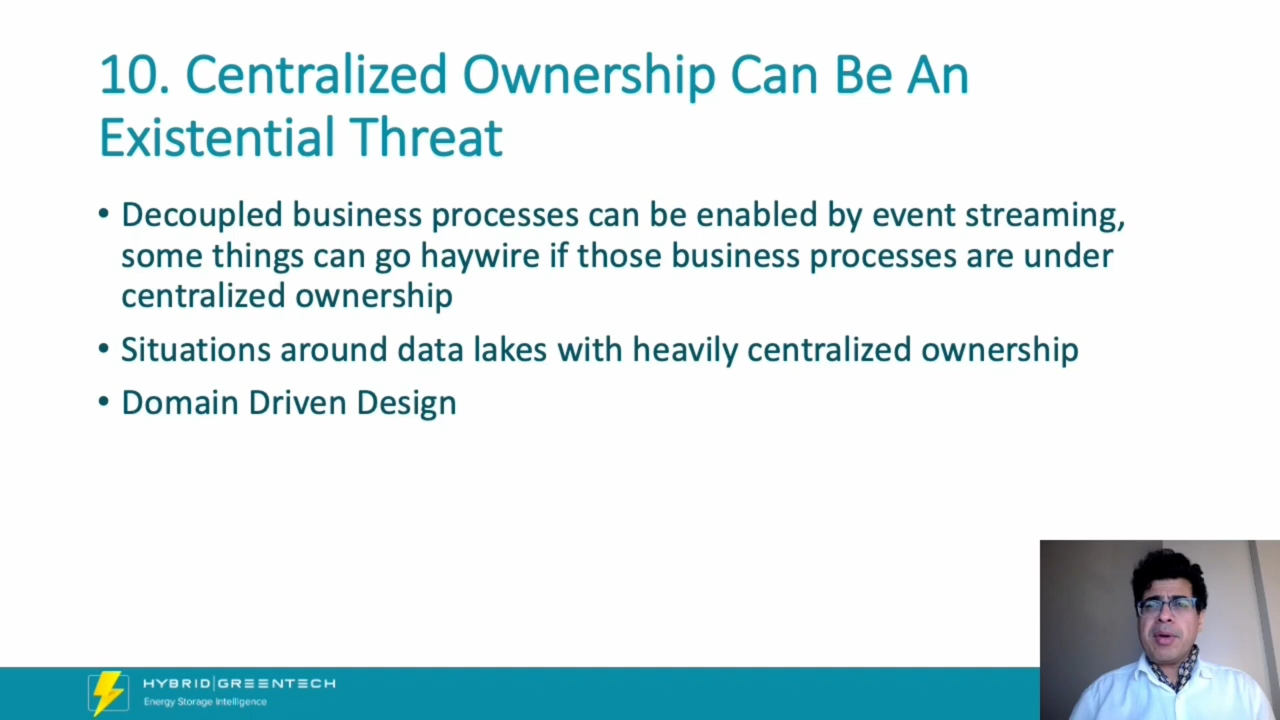 10. Centralized Ownership Can Be An
Existential Threat
• Decoupled business processes can be enabled by event streaming,
some things can go haywire if those business processes are under
centralized ownership
• Situations around data lakes with heavily centralized ownership
• Domain Driven Design
HYBRID|GREENTECH
Energy Storage Intelligence